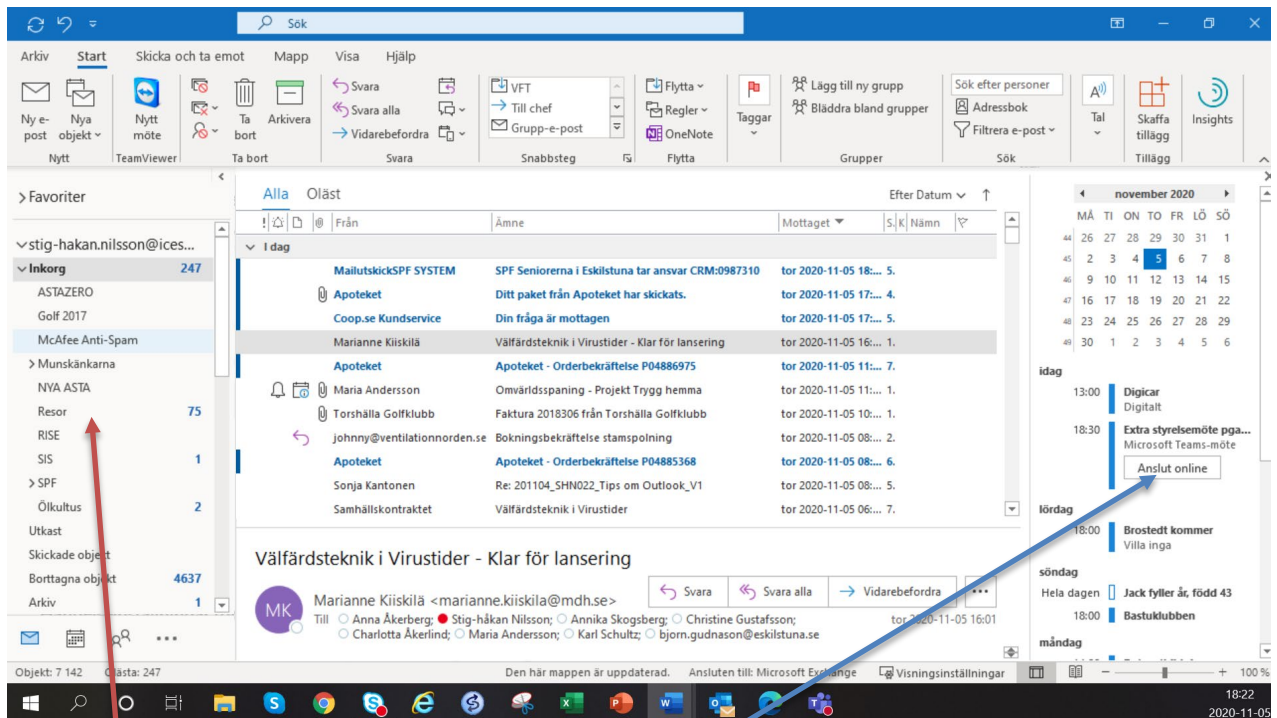 Sök
Arkiv Start Skicka och ta emot Mapp Visa Hjälp
Ny e-post
Nya objekt
Nytt
Nytt möte
TeamViewer
Ta bort
Arkivera
Ta bort
Svara
Svara alla
Vidarebefordra
Svara
VFT
Till chef
Grupp-e-post
Snabbsteg
Flytta
Regler
OneNote
Flytta
Taggar
Lägg till ny grupp
Bläddra bland grupper
Grupper
Sök efter personer
Adressbok
Filtrera e-post
Sök
Tal
Skaffa tillägg
Tillägg
Insights
Favoriter
stig-hakan.nilsson@ices...
Inkorg 247
ASTAZERO
Golf 2017
McAfee Anti-Spam
Munskänkarna
NYA ASTA
Resor 75
RISE
SIS 1
SPF
Ölkultus 2
Utkast
Skickade objekt
Borttagna objekt 4637
Arkiv 1
Alla Oläst Efter Datum
! @ Från Ämne Mottaget S. K Nämn
I dag
MailutskickSPF SYSTEM SPF Seniorerna i Eskilstuna tar ansvar CRM:0987310 tor 2020-11-05 18:... 5.
Apoteket Ditt paket från Apoteket har skickats. tor 2020-11-05 17:... 4.
Coop.se Kundservice Din fråga är mottagen tor 2020-11-05 17:... 5.
Marianne Kiiskilä Välfärdsteknik i Virustider - Klar för lansering tor 2020-11-05 16:... 1.
Apoteket Apoteket - Orderbekräftelse P04886975 tor 2020-11-05 11:... 7.
Maria Andersson Omvärldsspaning - Projekt Trygg hemma tor 2020-11-05 11:... 1.
Torshälla Golfklubb Faktura 2018306 från Torshälla Golfklubb tor 2020-11-05 10:... 1.
johnny@ventilationnorden.se Bokningsbekräftelse stamspolning tor 2020-11-05 08:... 2.
Apoteket Apoteket - Orderbekräftelse P04885368 tor 2020-11-05 08:... 6.
Sonja Kantonen Re: 201104_SHN022_Tips om Outlook_V1 tor 2020-11-05 08:... 5.
Samhällskontraktet Välfärdsteknik i Virustider tor 2020-11-05 06:... 7.
Välfärdsteknik i Virustider - Klar för lansering
Svara Svara alla Vidarebefordra ...
MK
Marianne Kiiskilä <marianne.kiiskila@mdh.se>
Till Anna Åkerberg; Stig-håkan Nilsson; Annika Skogsberg; Christine Gustafsson; tor 2020-11-05 16:01
Charlotta Åkerlind; Maria Andersson; Karl Schultz; bjorn.gudnason@eskilstuna.se
november 2020
MÅ TI ON TO FR LÖ SÖ
44 26 27 28 29 30 31 1
45 2 3 4 5 6 7 8
46 9 10 11 12 13 14 15
47 16 17 18 19 20 21 22
48 23 24 25 26 27 28 29
49 30 1 2 3 4 5 6
idag
13:00 Digicar
Digitalt
18:30 Extra styrelsemöte pga...
Microsoft Teams-möte
Anslut online
lördag
18:00 Brostedt kommer
Villa inga
söndag
Hela dagen Jack fyller år, född 43
18:00 Bastuklubben
måndag
Objekt: 7 142 Olästa: 247 Den här mappen är uppdaterad. Ansluten till: Microsoft Exchange Visningsinställningar 100 %
18:22
2020-11-05